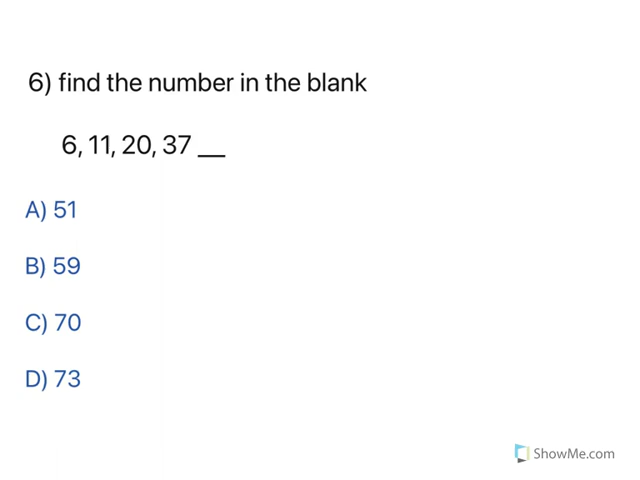 6) find the number in the blank
6, 11, 20, 37 __
A) 51
B) 59
C) 70
D) 73
ShowMe.com